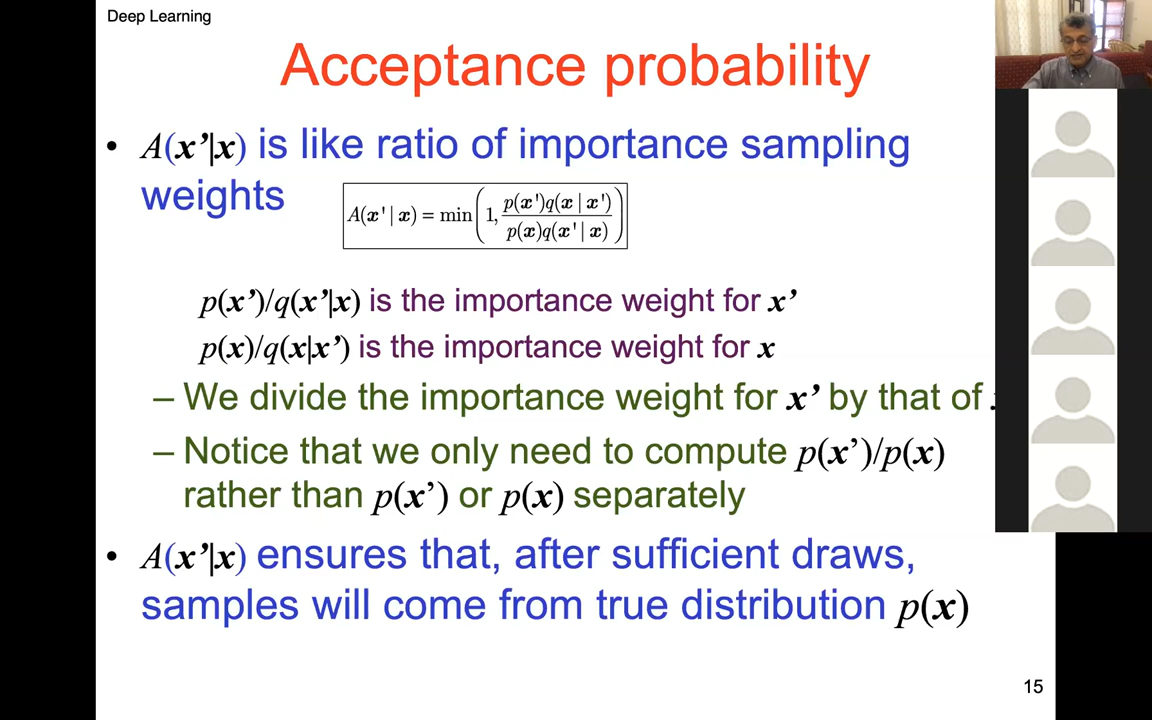 Deep Learning
Acceptance probability
• A(x’|x) is like ratio of importance sampling
weights
A(x' | x) = min(1, p(x')q(x | x') / p(x)q(x' | x))
p(x’)/q(x’|x) is the importance weight for x’
p(x)/q(x|x’) is the importance weight for x
– We divide the importance weight for x’ by that of
– Notice that we only need to compute p(x’)/p(x)
rather than p(x’) or p(x) separately
• A(x’|x) ensures that, after sufficient draws,
samples will come from true distribution p(x)
15